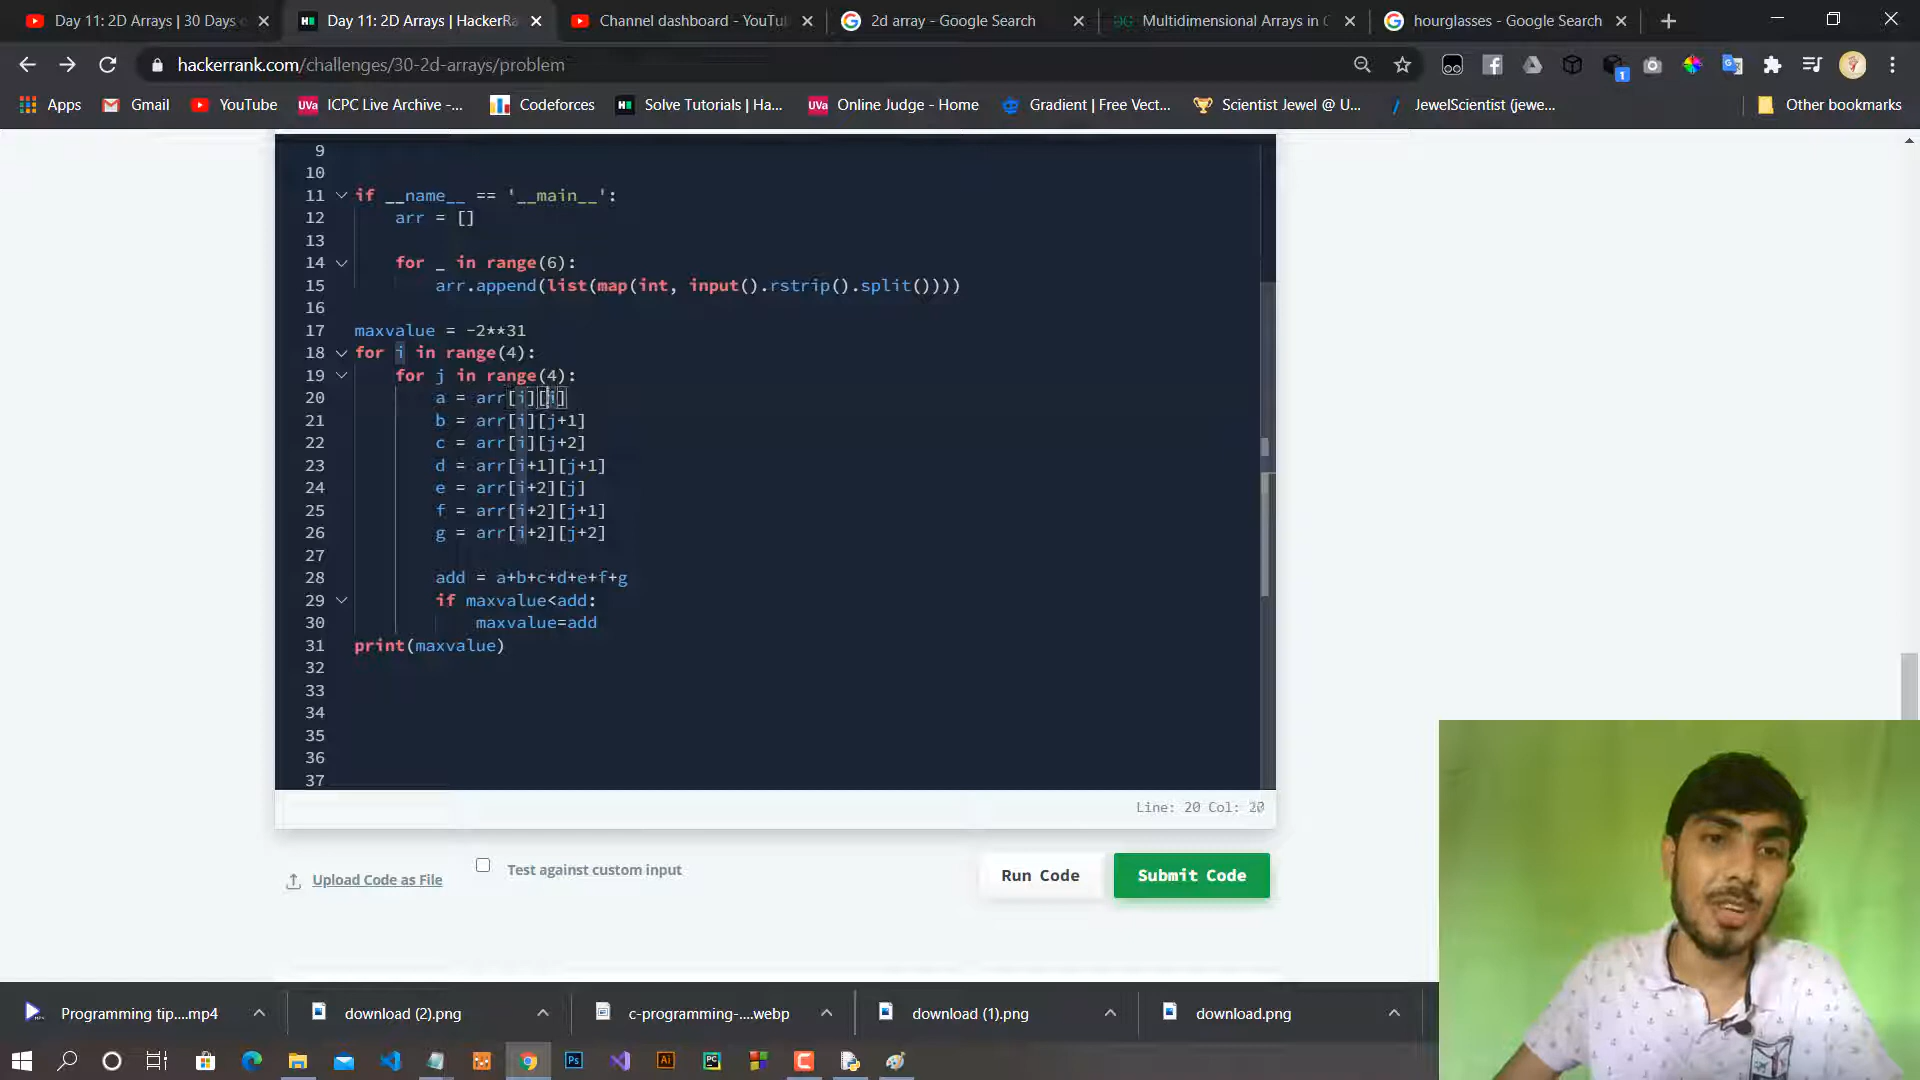 Day 11: 2D Arrays | 30 Days o
Day 11: 2D Arrays | HackerRa
Channel dashboard - YouTu
2d array - Google Search
Multidimensional Arrays in C
hourglasses - Google Search
hackerrank.com/challenges/30-2d-arrays/problem
1
Apps
Gmail
YouTube
UVa
ICPC Live Archive -...
Codeforces
Solve Tutorials | Ha...
UVa
Online Judge - Home
Gradient | Free Vect...
Scientist Jewel @ U...
JewelScientist (jewe...
Other bookmarks
9
10
11 if __name__ == '__main__':
12 arr = []
13
14 for _ in range(6):
15 arr.append(list(map(int, input().rstrip().split())))
16
17 maxvalue = -2**31
18 for i in range(4):
19 for j in range(4):
20 a = arr[i][j]
21 b = arr[i][j+1]
22 c = arr[i][j+2]
23 d = arr[i+1][j+1]
24 e = arr[i+2][j]
25 f = arr[i+2][j+1]
26 g = arr[i+2][j+2]
27
28 add = a+b+c+d+e+f+g
29 if maxvalue<add:
30 maxvalue=add
31 print(maxvalue)
32
33
34
35
36
37
Line: 20 Col: 20
Upload Code as File
Test against custom input
Run Code
Submit Code
Programming tip....mp4
download (2).png
c-programming-....webp
download (1).png
download.png
Ps
Ai
PC